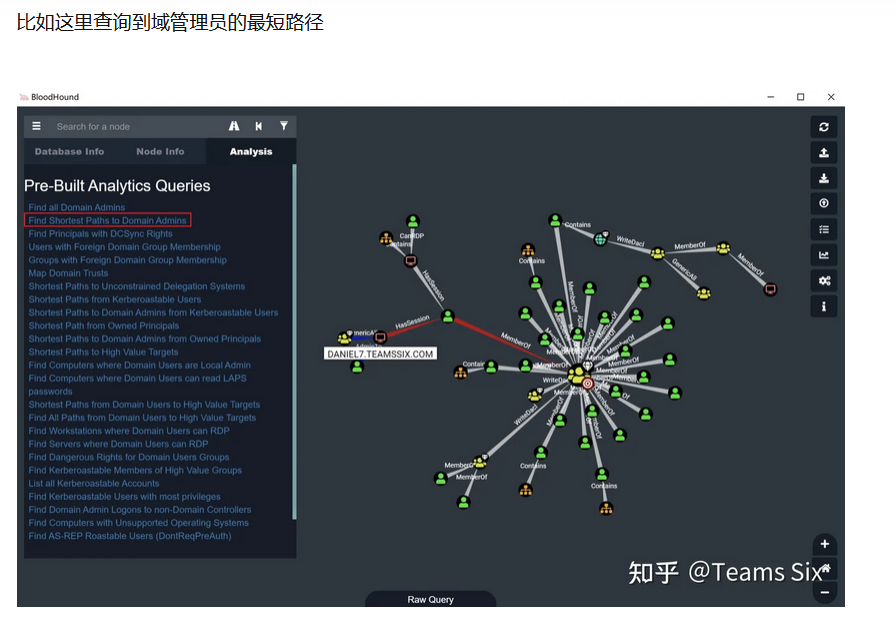 比如这里查询到域管理员的最短路径
BloodHound
Search for a node
Database Info
Node Info
Analysis
Pre-Built Analytics Queries
Find all Domain Admins
Find Shortest Paths to Domain Admins
Find Principals with DCSync Rights
Users with Foreign Domain Group Membership
Groups with Foreign Domain Group Membership
Map Domain Trusts
Shortest Paths to Unconstrained Delegation Systems
Shortest Paths from Kerberoastable Users
Shortest Paths to Domain Admins from Kerberoastable Users
Shortest Path from Owned Principals
Shortest Paths to Domain Admins from Owned Principals
Shortest Paths to High Value Targets
Find Computers where Domain Users are Local Admin
Find Computers where Domain Users can read LAPS
passwords
Shortest Paths from Domain Users to High Value Targets
Find All Paths from Domain Users to High Value Targets
Find Workstations where Domain Users can RDP
Find Servers where Domain Users can RDP
Find Dangerous Rights for Domain Users Groups
Find Kerberoastable Members of High Value Groups
List all Kerberoastable Accounts
Find Kerberoastable Users with most privileges
Find Domain Admin Logons to non-Domain Controllers
Find Computers with Unsupported Operating Systems
Find AS-REP Roastable Users (DontReqPreAuth)
CanRDP
HasSession
HasSession
DANIEL7.TEAMSSIX.COM
MemberOf
Contains
WriteDacl
MemberOf
GenericAll
MemberOf
Contains
MemberOf
WriteDacl
MemberOf
Contains
Contains
知乎 @Teams Six
Raw Query